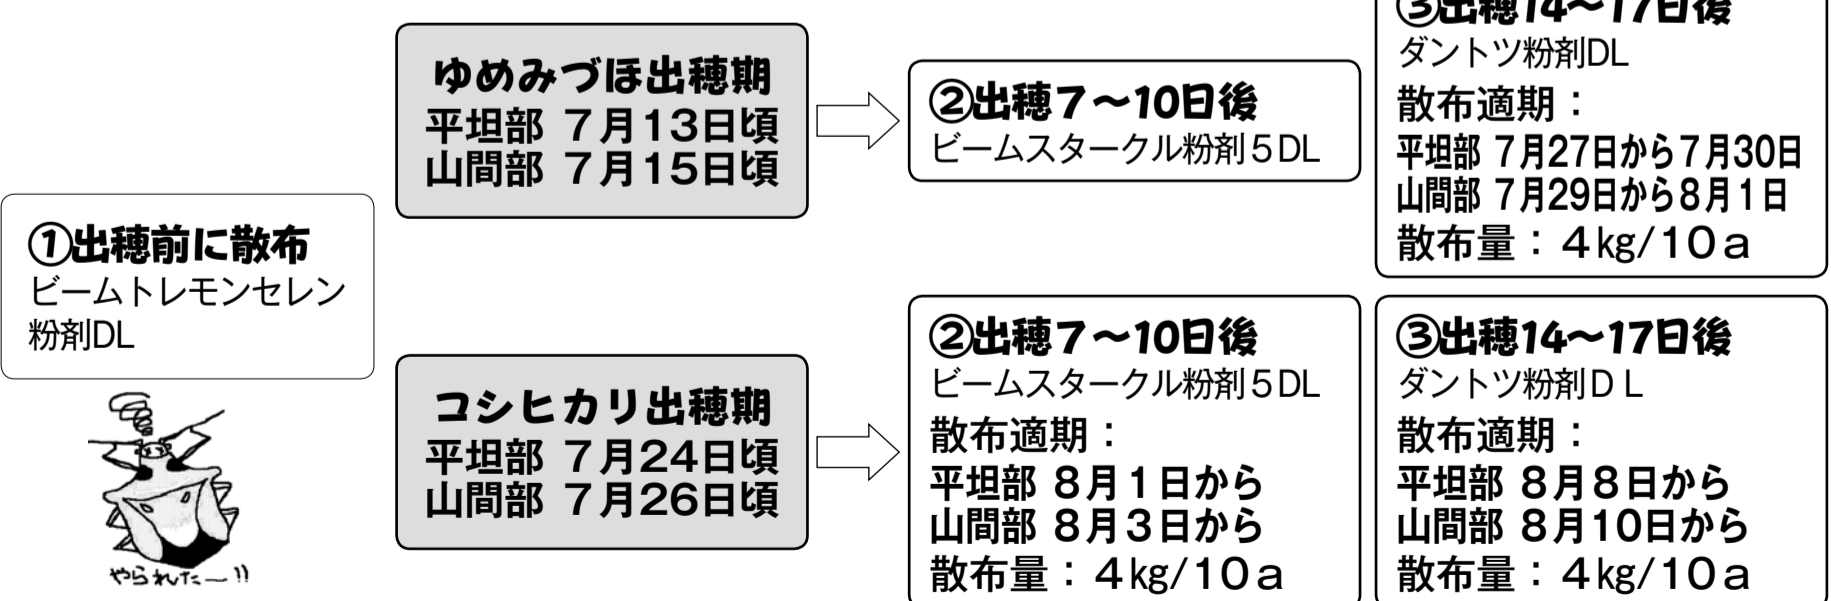 ①出穂前に散布
ビームトレモンセレン
粉剤DL
やられたー!!
ゆめみづほ出穂期
平坦部 7月13日頃
山間部 7月15日頃
②出穂7〜10日後
ビームスタークル粉剤5DL
③出穂14〜17日後
ダントツ粉剤DL
散布適期：
平坦部 7月27日から7月30日
山間部 7月29日から8月1日
散布量：4kg/10a
コシヒカリ出穂期
平坦部 7月24日頃
山間部 7月26日頃
②出穂7〜10日後
ビームスタークル粉剤5DL
散布適期：
平坦部 8月1日から
山間部 8月3日から
散布量：4kg/10a
③出穂14〜17日後
ダントツ粉剤DL
散布適期：
平坦部 8月8日から
山間部 8月10日から
散布量：4kg/10a